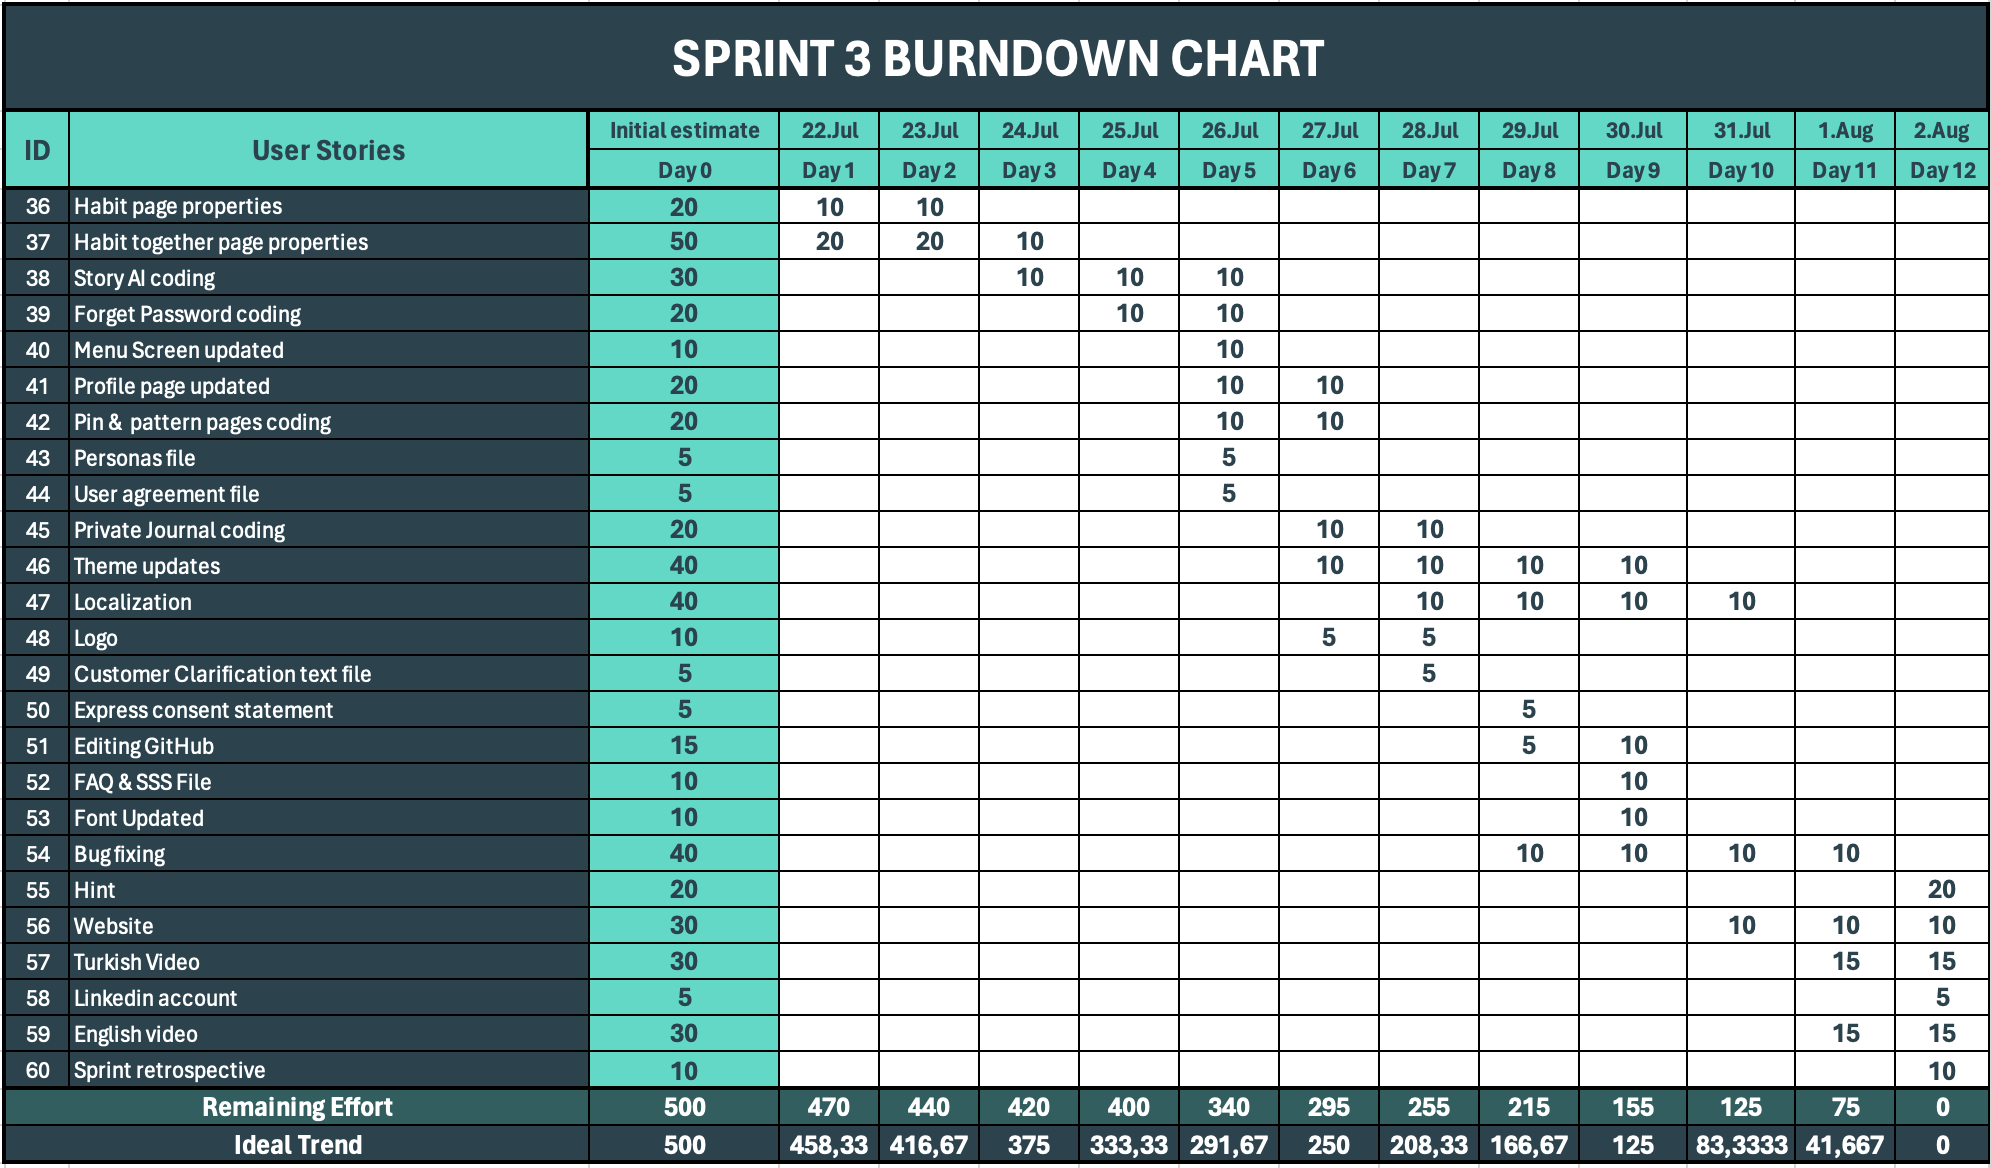 SPRINT 3 BURNDOWN CHART
ID User Stories Initial estimate 22.Jul 23.Jul 24.Jul 25.Jul 26.Jul 27.Jul 28.Jul 29.Jul 30.Jul 31.Jul 1.Aug 2.Aug
Day 0 Day 1 Day 2 Day 3 Day 4 Day 5 Day 6 Day 7 Day 8 Day 9 Day 10 Day 11 Day 12
36 Habit page properties 20 10 10
37 Habit together page properties 50 20 20 10
38 Story AI coding 30 10 10 10
39 Forget Password coding 20 10 10
40 Menu Screen updated 10 10
41 Profile page updated 20 10 10
42 Pin & pattern pages coding 20 10 10
43 Personas file 5 5
44 User agreement file 5 5
45 Private Journal coding 20 10 10
46 Theme updates 40 10 10 10 10
47 Localization 40 10 10 10 10
48 Logo 10 5 5
49 Customer Clarification text file 5 5
50 Express consent statement 5 5
51 Editing GitHub 15 5 10
52 FAQ & SSS File 10 10
53 Font Updated 10 10
54 Bug fixing 40 10 10 10 10
55 Hint 20 20
56 Website 30 10 10 10
57 Turkish Video 30 15 15
58 Linkedin account 5 5
59 English video 30 15 15
60 Sprint retrospective 10 10
Remaining Effort 500 470 440 420 400 340 295 255 215 155 125 75 0
Ideal Trend 500 458,33 416,67 375 333,33 291,67 250 208,33 166,67 125 83,3333 41,667 0